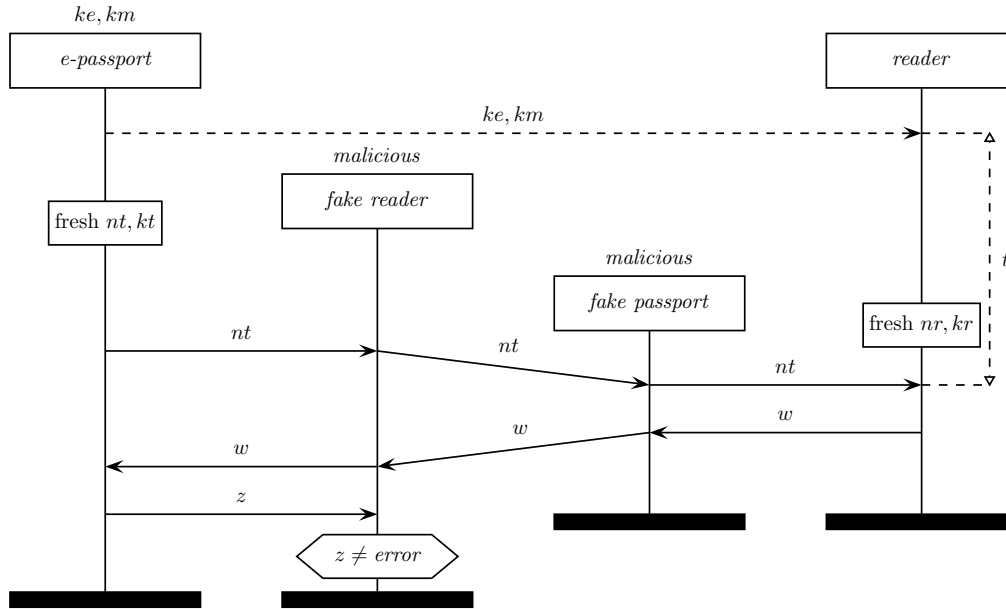 ke, km
e-passport
reader
ke, km
malicious
fake reader
fresh nt, kt
malicious
fake passport
t
fresh nr, kr
nt
nt
nt
w
w
w
z
z ≠ error